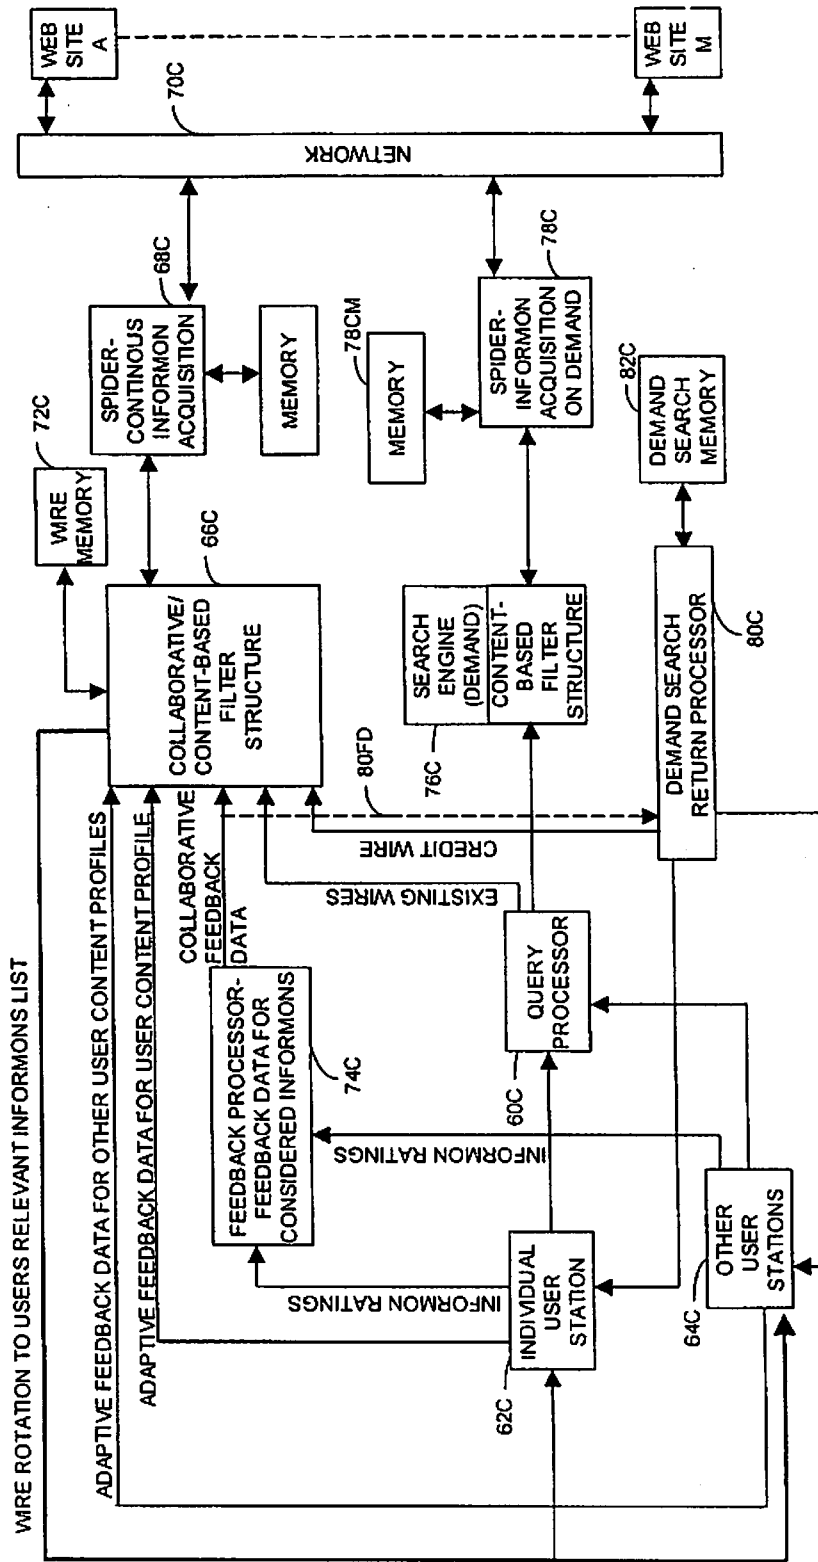 WIRE ROTATION TO USERS RELEVANT INFORMONS LIST
ADAPTIVE FEEDBACK DATA FOR OTHER USER CONTENT PROFILES
ADAPTIVE FEEDBACK DATA FOR USER CONTENT PROFILE
COLLABORATIVE
FEEDBACK
DATA
WIRE
MEMORY
72C
COLLABORATIVE/
CONTENT-BASED
FILTER
STRUCTURE
66C
SPIDER-
CONTINOUS
INFORMON
ACQUISITION
68C
MEMORY
WEB
SITE
A
70C
NETWORK
WEB
SITE
M
FEEDBACK PROCESSOR-
FEEDBACK DATA FOR
CONSIDERED INFORMONS
74C
INFORMON RATINGS
INFORMON RATINGS
EXISTING WIRES
CREDIT WIRE
80FD
76C
SEARCH
ENGINE
(DEMAND)
CONTENT-
BASED
FILTER
STRUCTURE
MEMORY
78CM
SPIDER-
INFORMON
ACQUISITION
ON DEMAND
78C
62C
INDIVIDUAL
USER
STATION
60C
QUERY
PROCESSOR
64C
OTHER
USER
STATIONS
DEMAND SEARCH
RETURN PROCESSOR
80C
DEMAND
SEARCH
MEMORY
82C